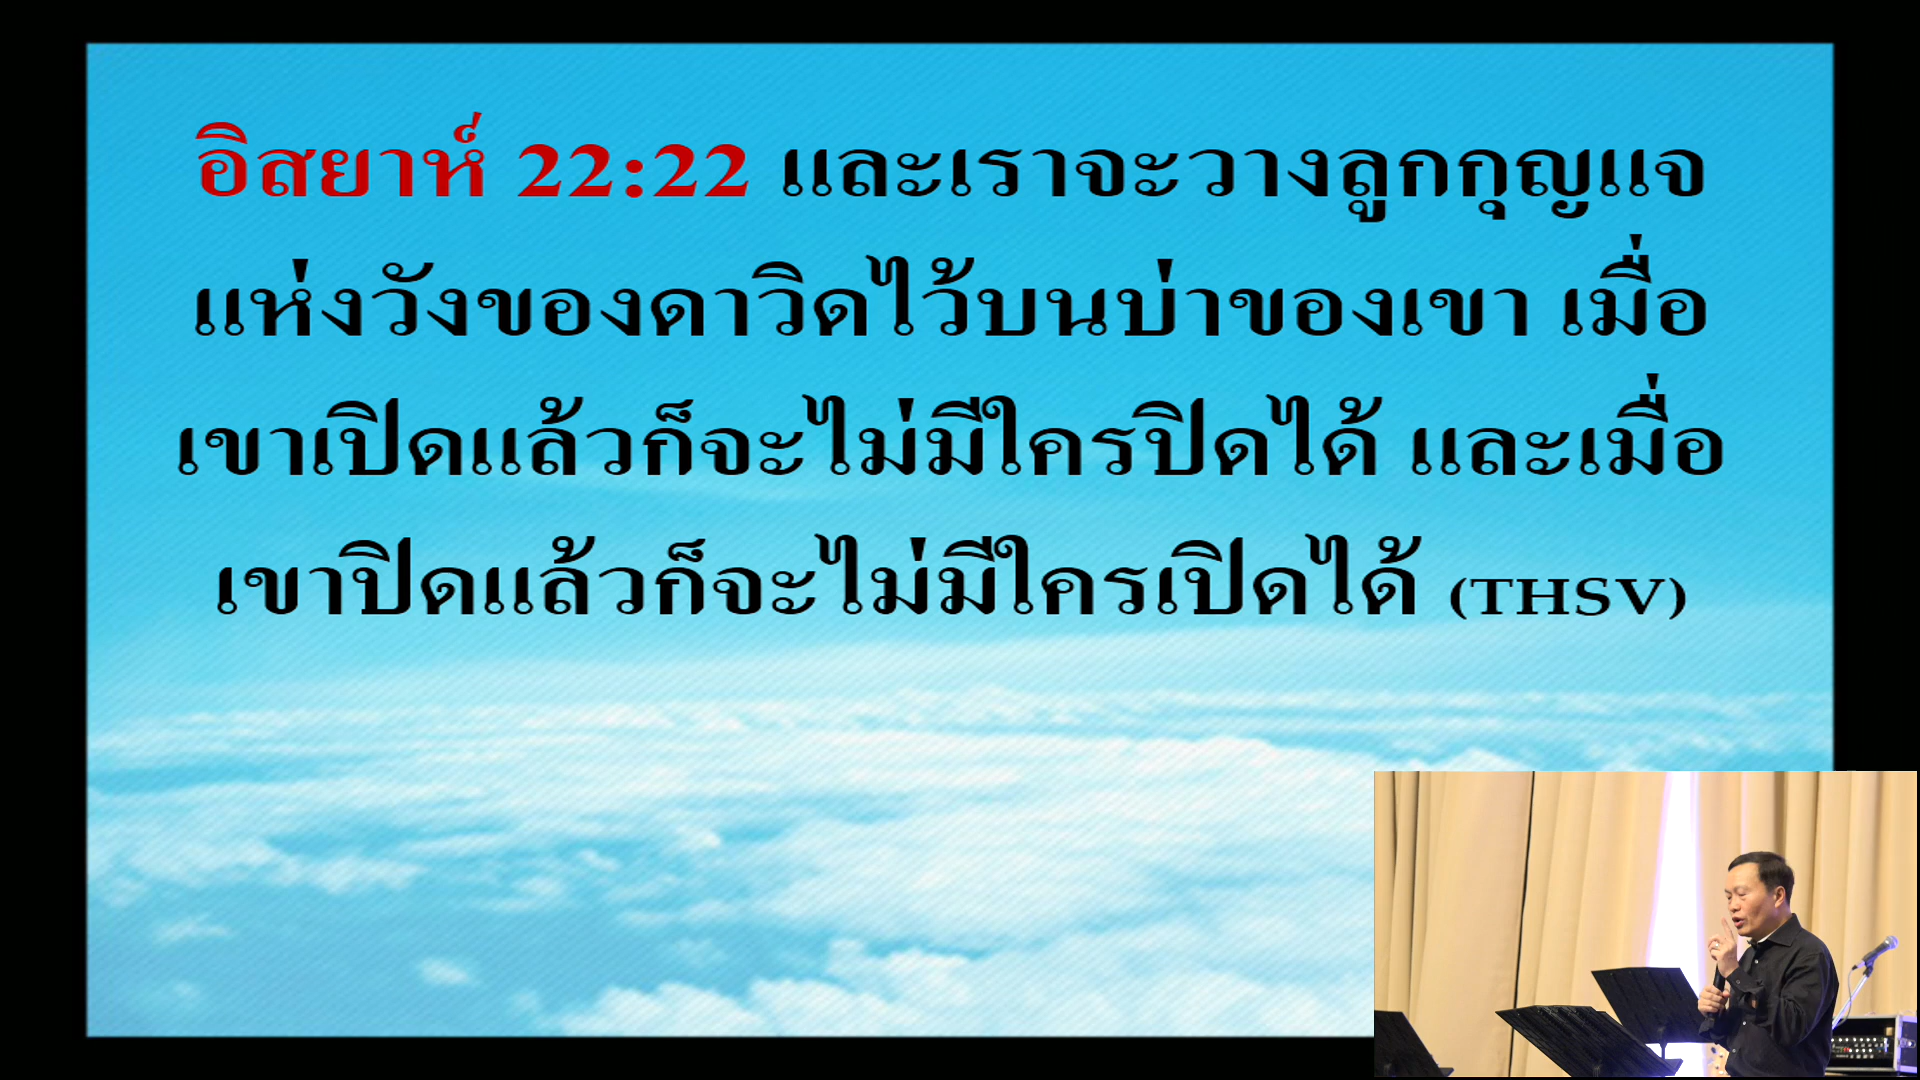 อิสยาห์ 22:22 และเราจะวางลูกกุญแจ
แห่งวังของดาวิดไว้บนบ่าของเขา เมื่อ
เขาเปิดแล้วก็จะไม่มีใครปิดได้ และเมื่อ
เขาปิดแล้วก็จะไม่มีใครเปิดได้ (THSV)